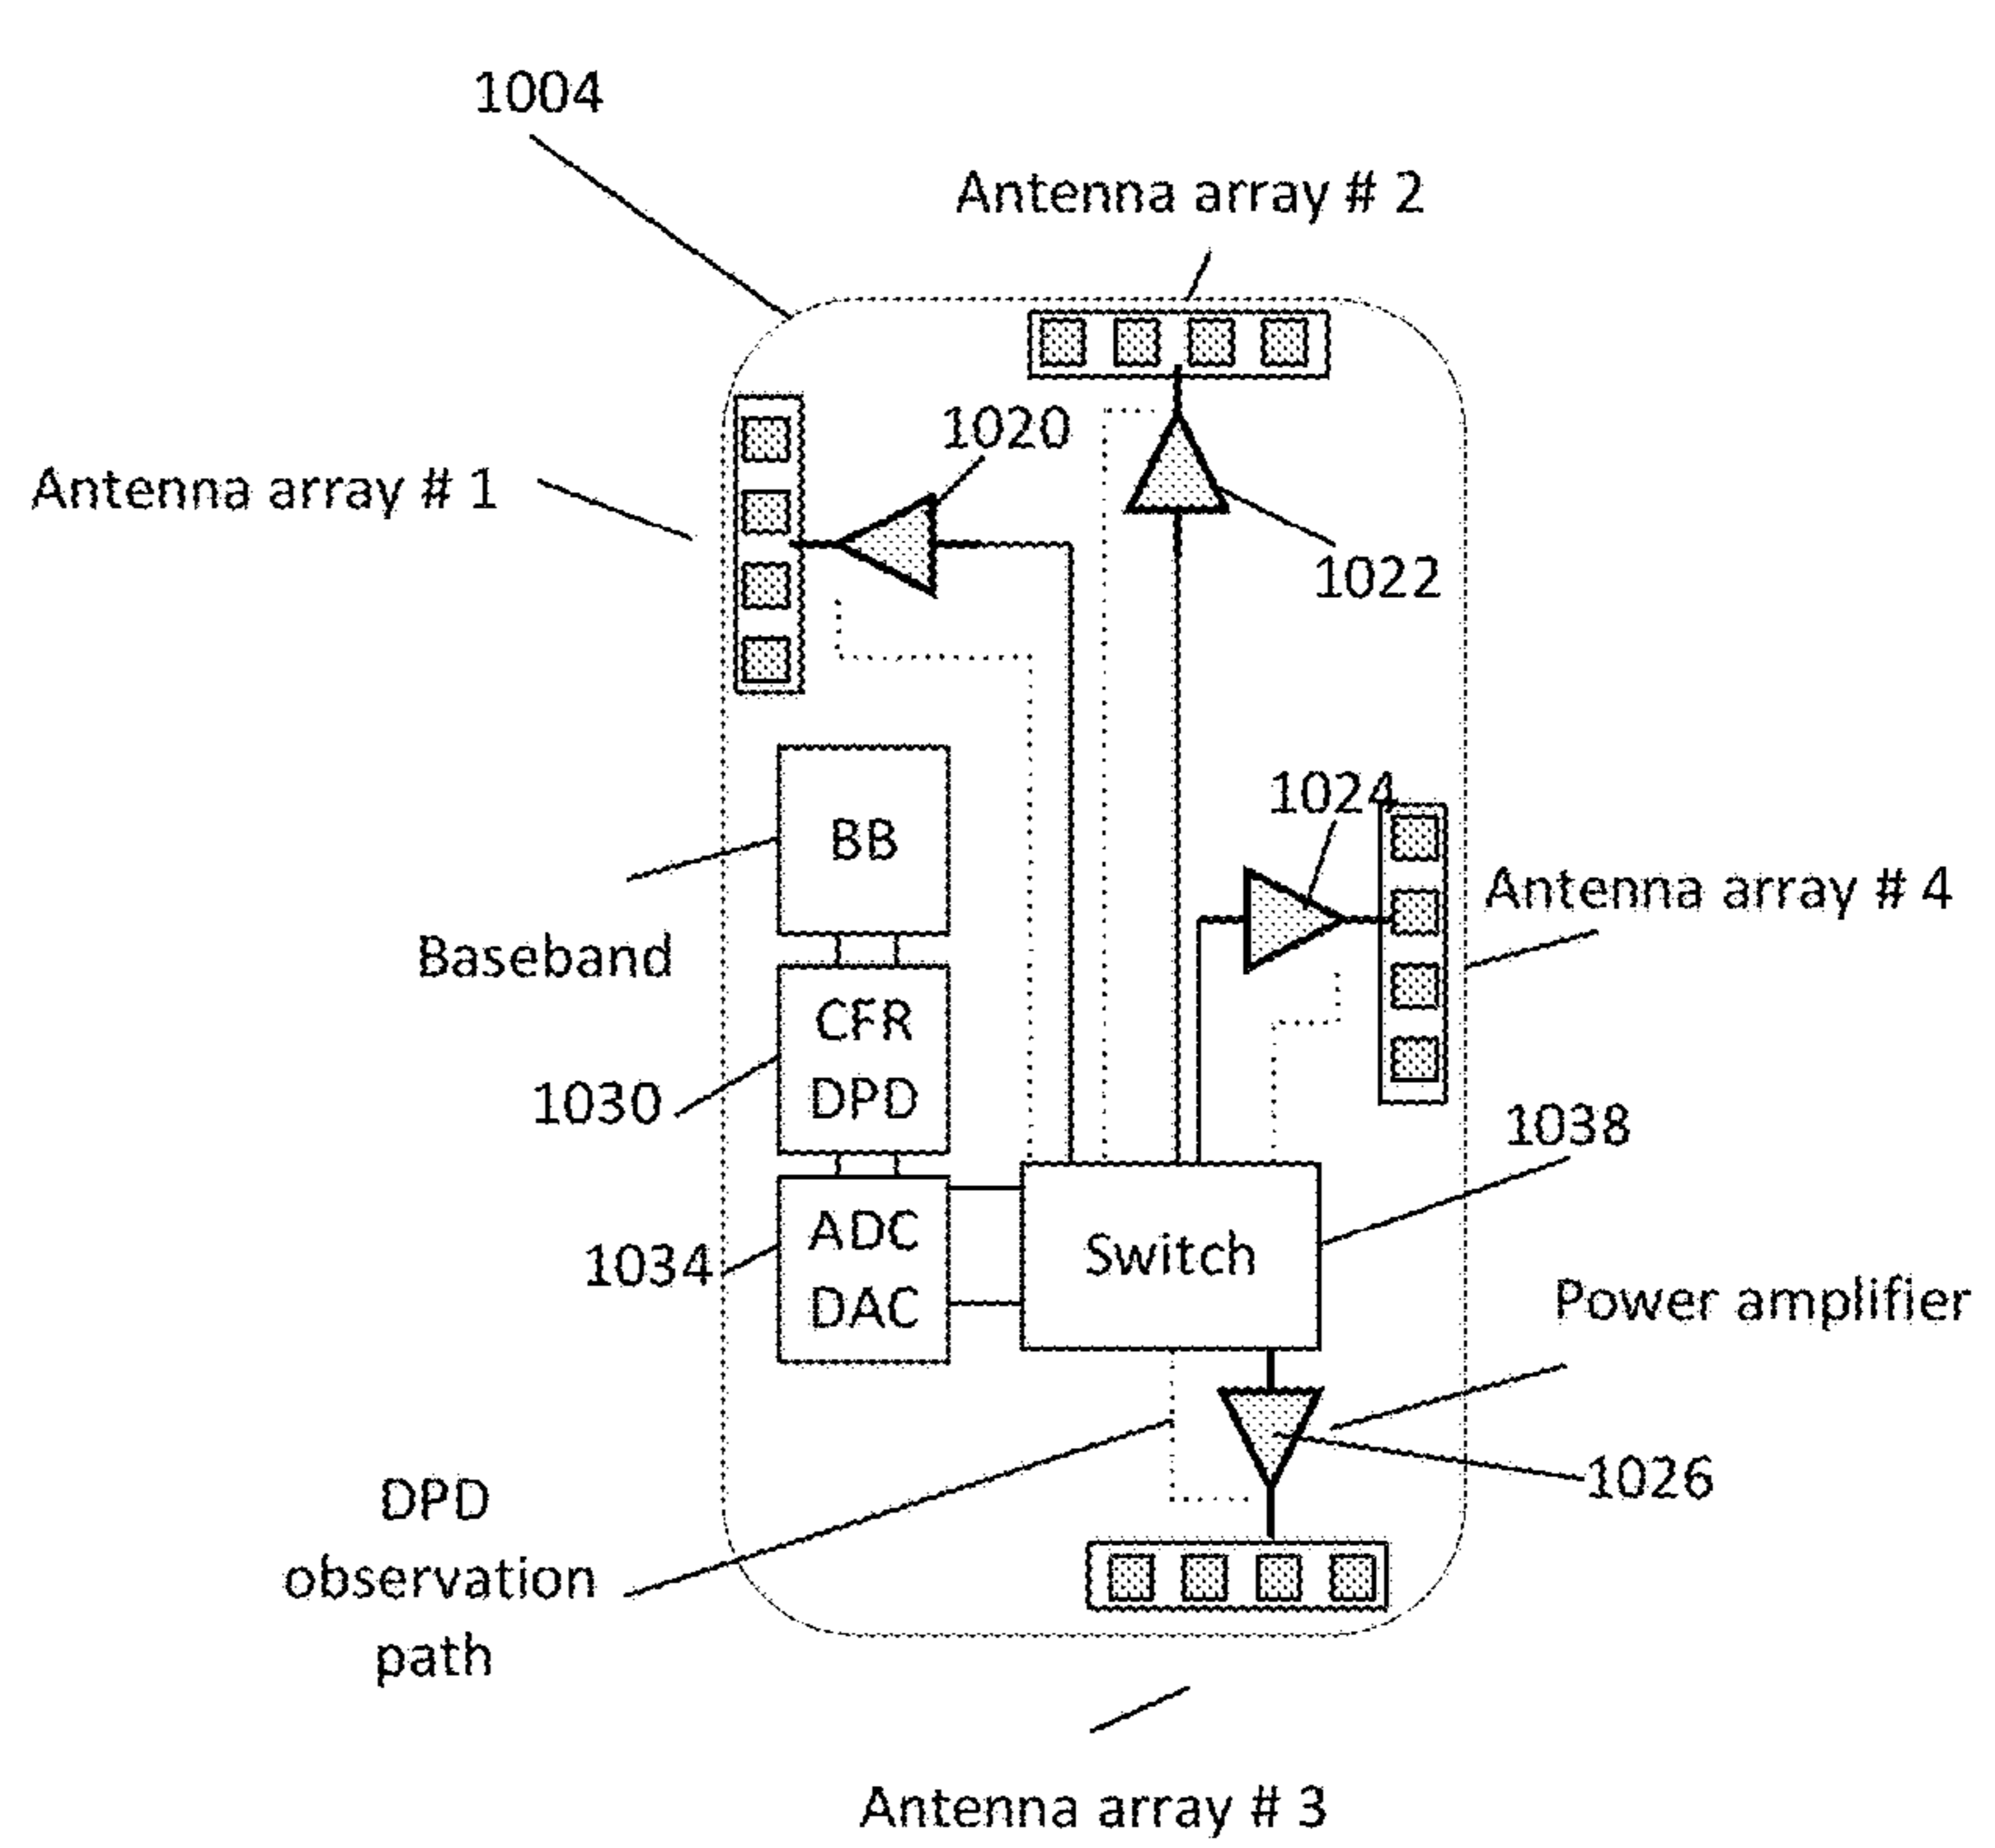 1004
Antenna array # 2
1020
Antenna array # 1
1022
1024
BB
Antenna array # 4
Baseband
CFR
DPD
1030
1038
ADC
DAC
1034
Switch
Power amplifier
1026
DPD
observation
path
Antenna array # 3